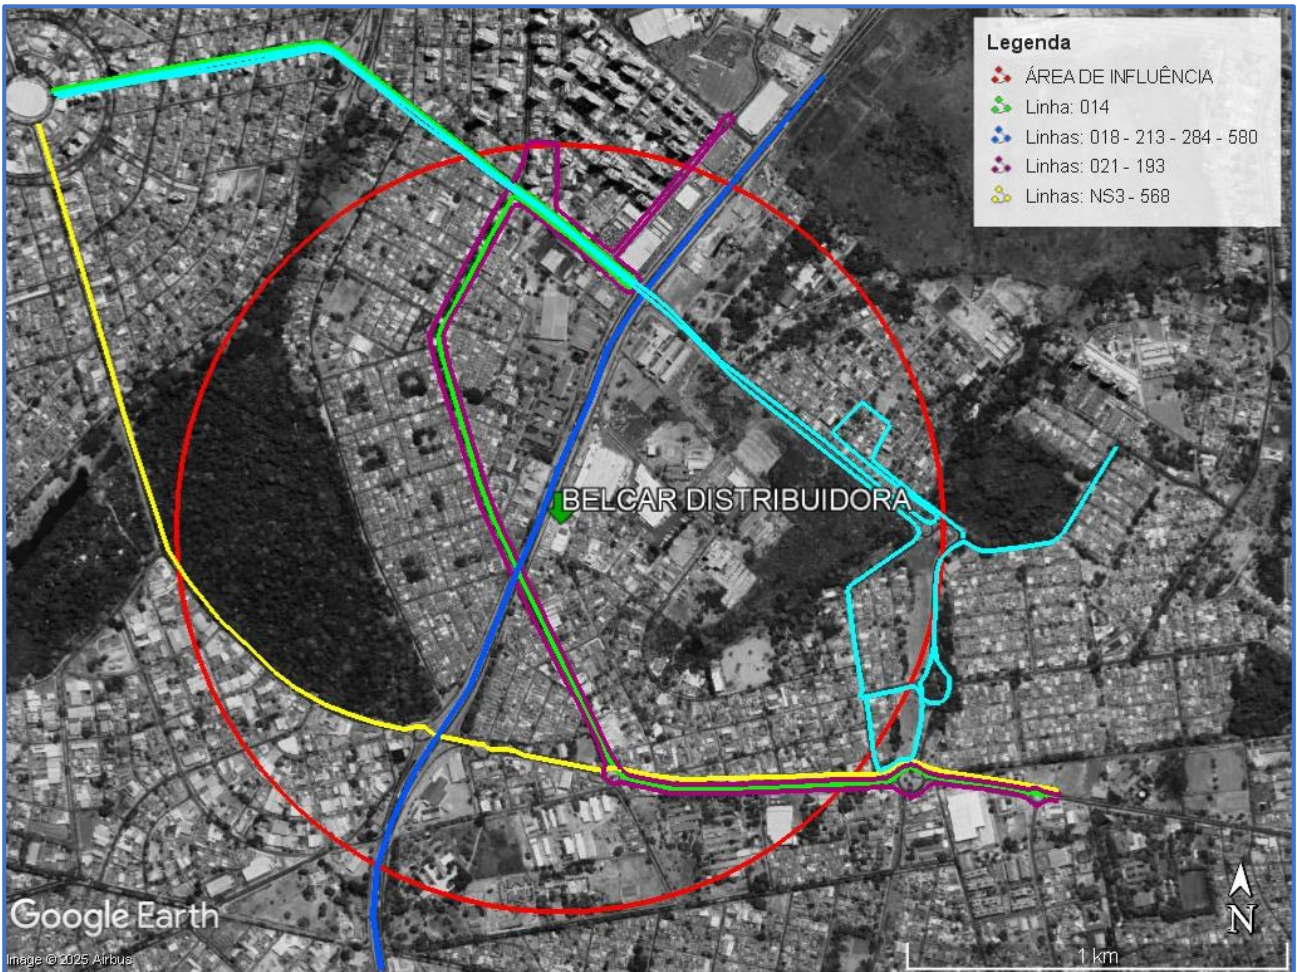 Legenda
ÁREA DE INFLUÊNCIA
Linha: 014
Linhas: 018 - 213 - 284 - 580
Linhas: 021 - 193
Linhas: NS3 - 568
BELCAR DISTRIBUIDORA
Google Earth
N
Image © 2025 Airbus
1 km